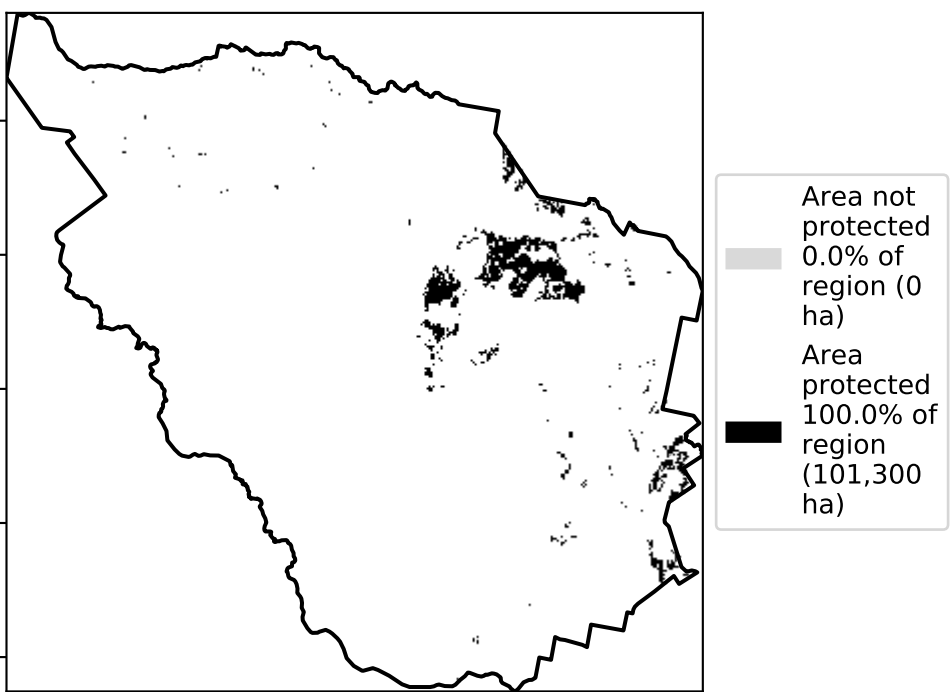 Area not
protected
0.0% of
region (0
ha)
Area
protected
100.0% of
region
(101,300
ha)